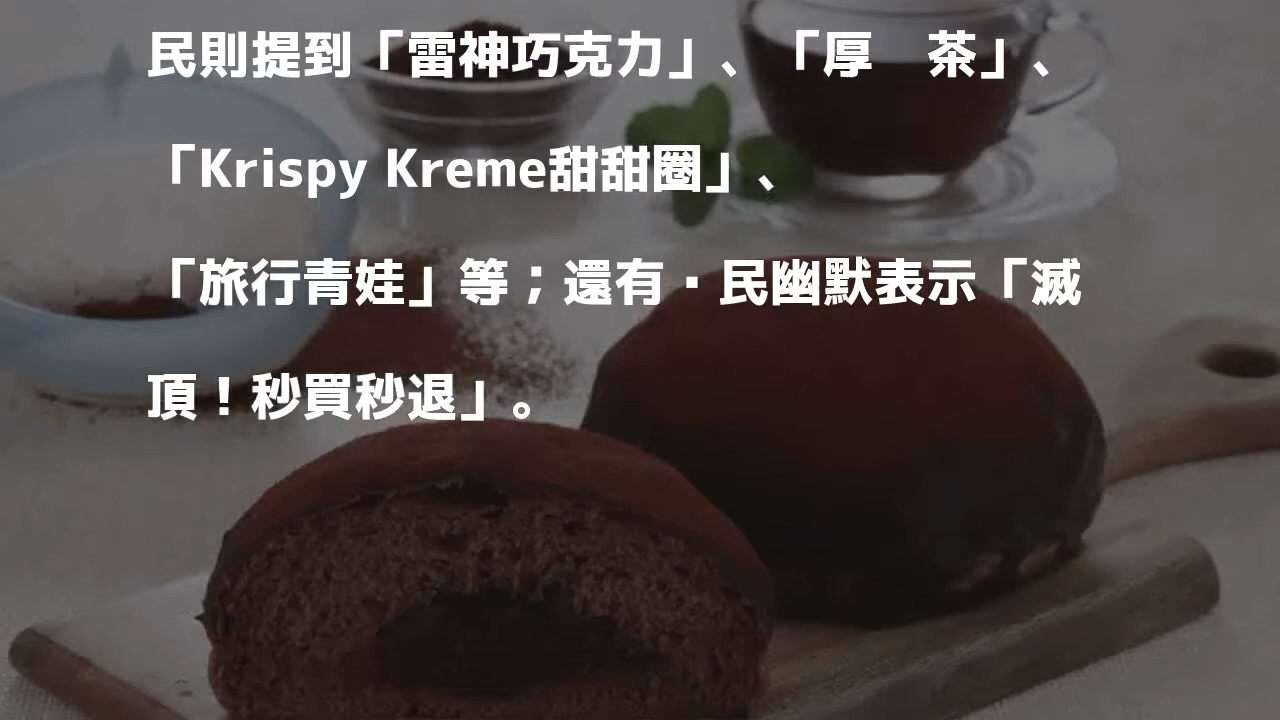 民則提到「雷神巧克力」、「厚　茶」、
「Krispy Kreme甜甜圈」、
「旅行青娃」等；還有▪民幽默表示「滅
頂！秒買秒退」。